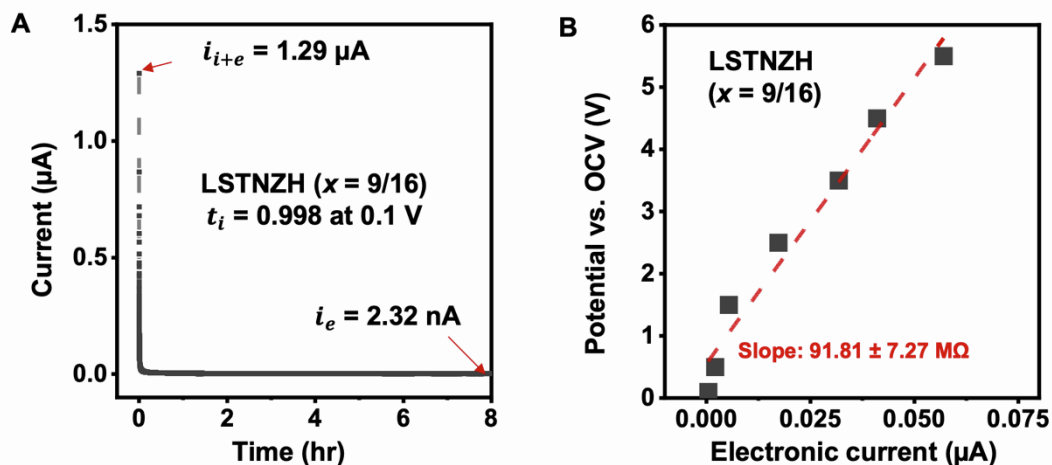 A
Current (µA)
1.5
1.0
0.5
0.0
i_{i+e} = 1.29 µA
LSTNZH (x = 9/16)
t_i = 0.998 at 0.1 V
i_e = 2.32 nA
0
2
4
6
8
Time (hr)
B
Potential vs. OCV (V)
6
5
4
3
2
1
0
LSTNZH
(x = 9/16)
Slope: 91.81 ± 7.27 MΩ
0.000
0.025
0.050
0.075
Electronic current (µA)